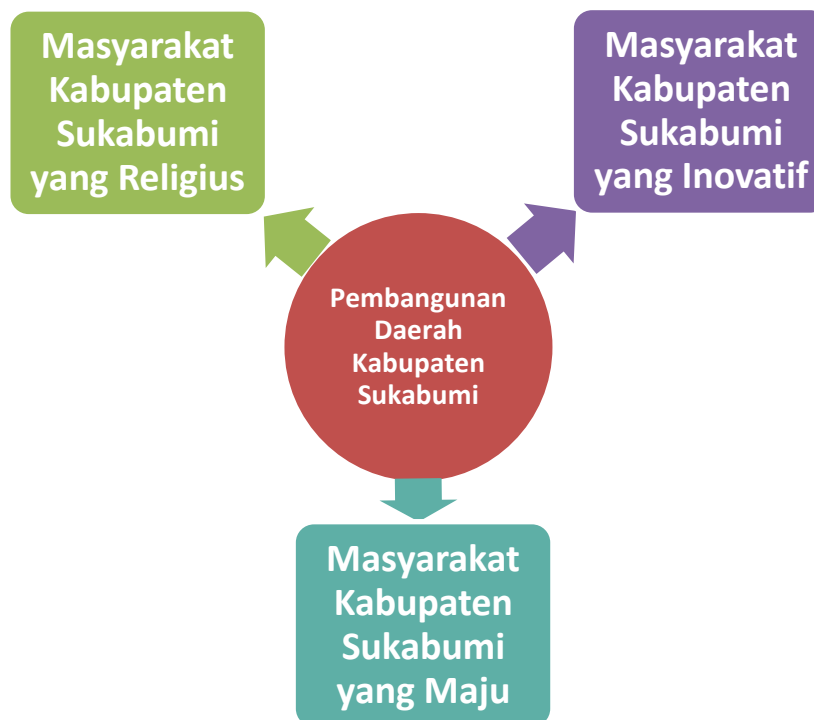 Masyarakat
Kabupaten
Sukabumi
yang Religius
Masyarakat
Kabupaten
Sukabumi
yang Inovatif
Pembangunan
Daerah
Kabupaten
Sukabumi
Masyarakat
Kabupaten
Sukabumi
yang Maju